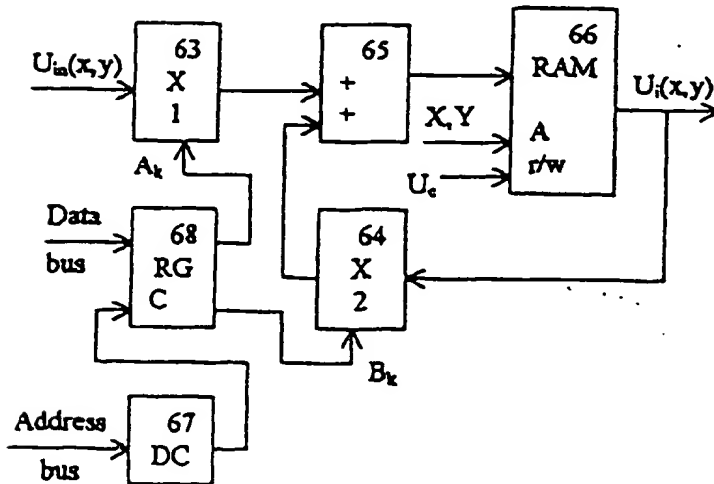 63
X
1
U_in(x,y)
A_k
65
+
+
66
RAM
A
r/w
X, Y
U_c
U_i(x,y)
Data
bus
68
RG
C
64
X
2
B_k
Address
bus
67
DC